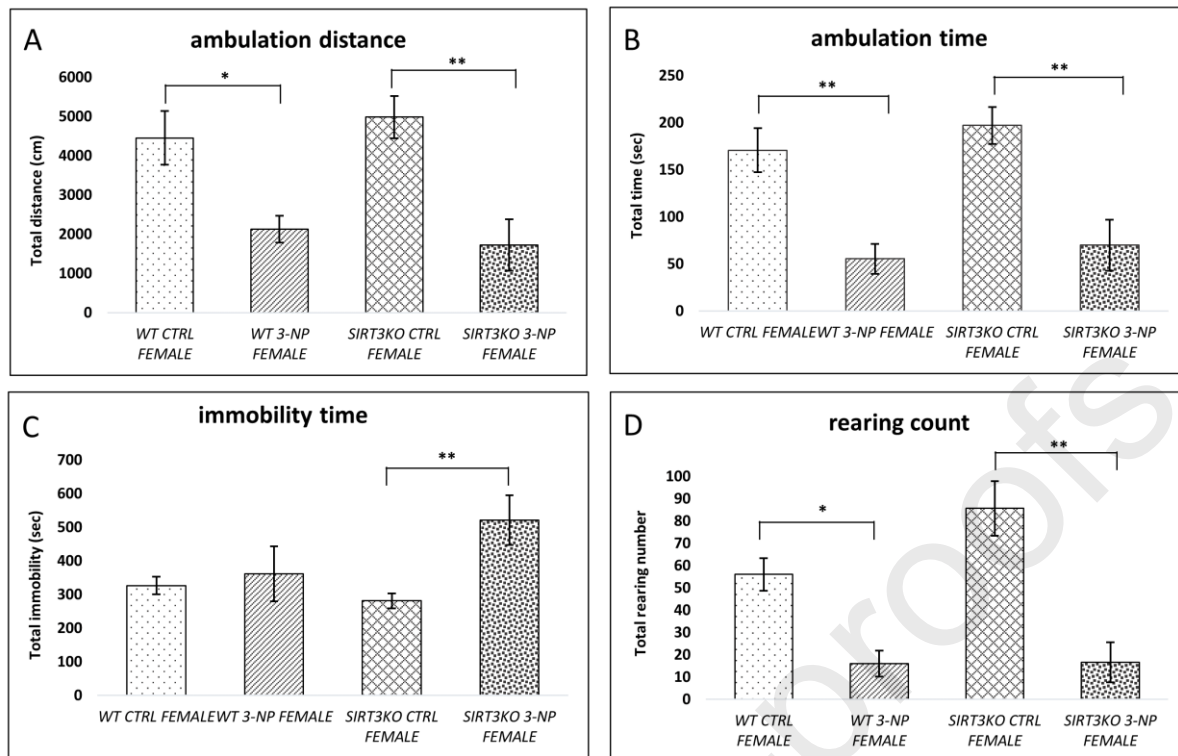 A
ambulation distance
Total distance (cm)
6000
5000
4000
3000
2000
1000
0
*
**
WT CTRL FEMALE
WT 3-NP FEMALE
SIRT3KO CTRL FEMALE
SIRT3KO 3-NP FEMALE
B
ambulation time
Total time (sec)
250
200
150
100
50
0
**
**
WT CTRL FEMALE
WT 3-NP FEMALE
SIRT3KO CTRL FEMALE
SIRT3KO 3-NP FEMALE
C
immobility time
Total immobility (sec)
700
600
500
400
300
200
100
0
**
WT CTRL FEMALE
WT 3-NP FEMALE
SIRT3KO CTRL FEMALE
SIRT3KO 3-NP FEMALE
D
rearing count
Total rearing number
100
90
80
70
60
50
40
30
20
10
0
*
**
WT CTRL FEMALE
WT 3-NP FEMALE
SIRT3KO CTRL FEMALE
SIRT3KO 3-NP FEMALE
proofs